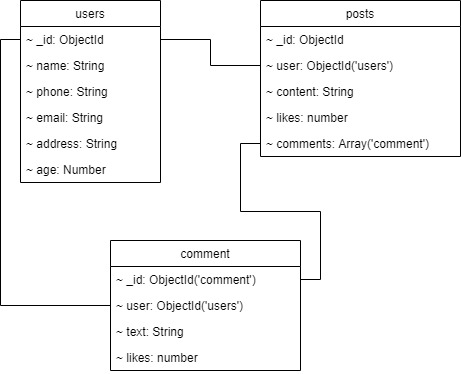 users
~ _id: ObjectId
~ name: String
~ phone: String
~ email: String
~ address: String
~ age: Number
posts
~ _id: ObjectId
~ user: ObjectId('users')
~ content: String
~ likes: number
~ comments: Array('comment')
comment
~ _id: ObjectId('comment')
~ user: ObjectId('users')
~ text: String
~ likes: number